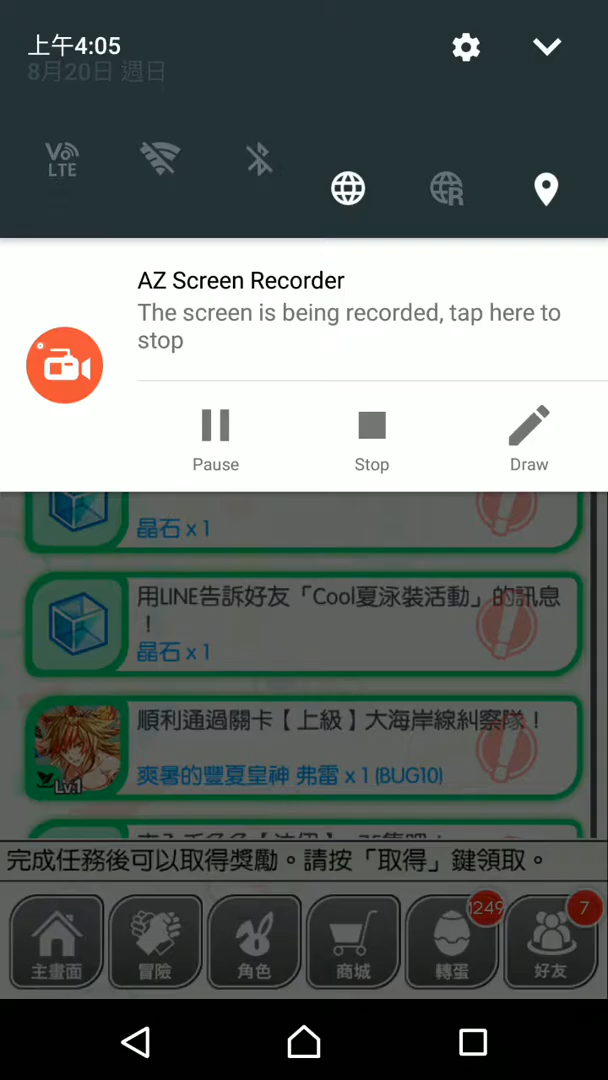 上午4:05
8月20日 週日
Vo
LTE
R
AZ Screen Recorder
The screen is being recorded, tap here to
stop
Pause
Stop
Draw
晶石 x 1
用LINE告訴好友「Cool夏泳裝活動」的訊息
！
晶石 x 1
順利通過關卡【上級】大海岸線糾察隊！
Lv.1
爽暑的豐夏皇神 弗雷 x 1 (BUG10)
完成任務後可以取得獎勵。請按「取得」鍵領取。
1249
7
主畫面
冒險
角色
商城
轉蛋
好友